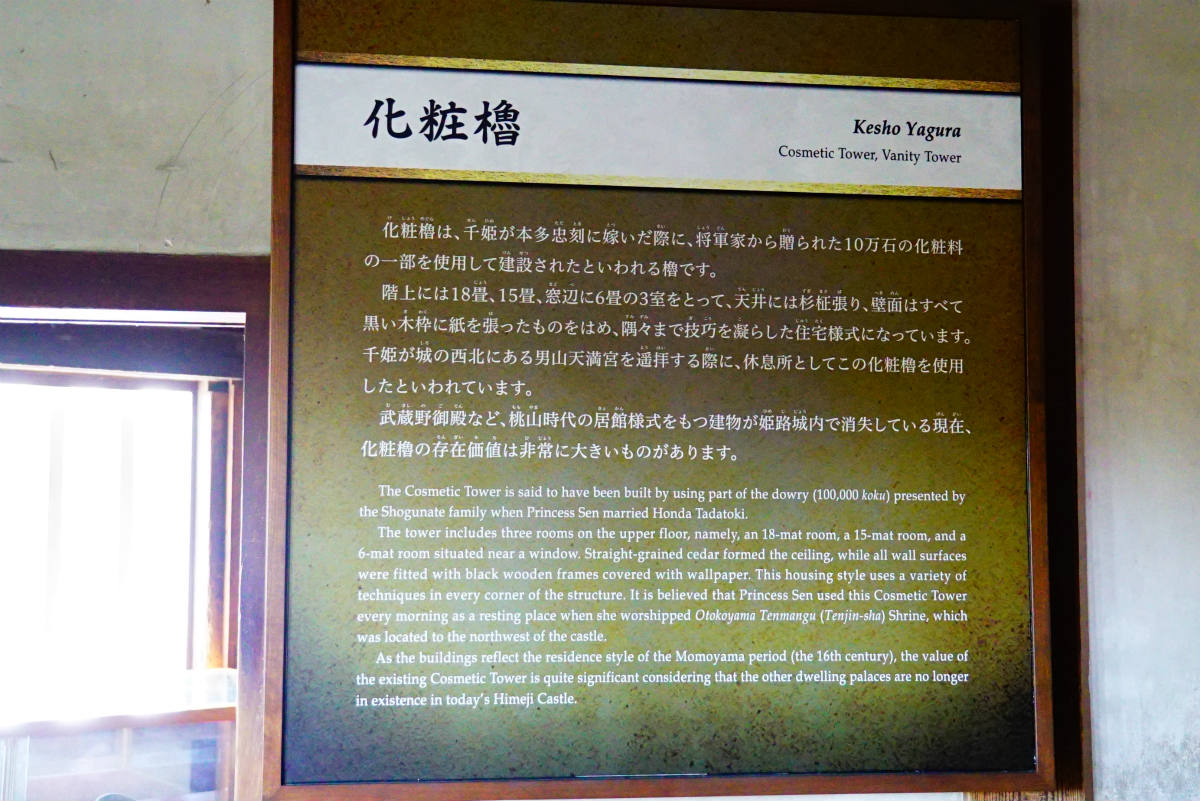 化粧櫓
Kesho Yagura
Cosmetic Tower, Vanity Tower
化粧櫓は、千姫が本多忠刻に嫁いだ際に、将軍家から贈られた10万石の化粧料
の一部を使用して建設されたといわれる櫓です。
階上には18畳、15畳、窓辺に6畳の3室をとって、天井には杉柾張り、壁面はすべて
黒い木枠に紙を張ったものをはめ、隅々まで技巧を凝らした住宅様式になっています。
千姫が城の西北にある男山天満宮を遥拝する際に、休息所としてこの化粧櫓を使用
したといわれています。
武蔵野御殿など、桃山時代の居館様式をもつ建物が姫路城内で消失している現在、
化粧櫓の存在価値は非常に大きいものがあります。
The Cosmetic Tower is said to have been built by using part of the dowry (100,000 koku) presented by
the Shogunate family when Princess Sen married Honda Tadatoki.
The tower includes three rooms on the upper floor, namely, an 18-mat room, a 15-mat room, and a
6-mat room situated near a window. Straight-grained cedar formed the ceiling, while all wall surfaces
were fitted with black wooden frames covered with wallpaper. This housing style uses a variety of
techniques in every corner of the structure. It is believed that Princess Sen used this Cosmetic Tower
every morning as a resting place when she worshipped Otokoyama Tenmangu (Tenjin-sha) Shrine, which
was located to the northwest of the castle.
As the buildings reflect the residence style of the Momoyama period (the 16th century), the value of
the existing Cosmetic Tower is quite significant considering that the other dwelling palaces are no longer
in existence in today's Himeji Castle.